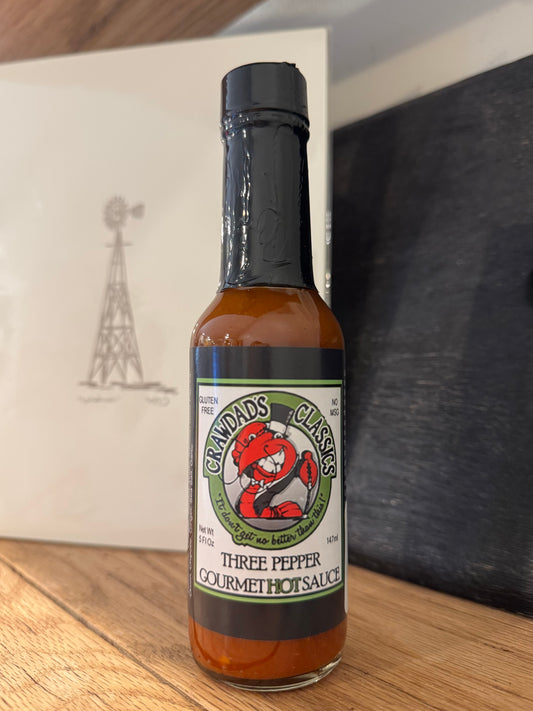 GLUTEN
FREE
NO
MSG
CRAWDAD'S
CLASSICS
"It don't get no better than this!"
Net Wt
5 Fl Oz
147ml
THREE PEPPER
GOURMET HOT SAUCE